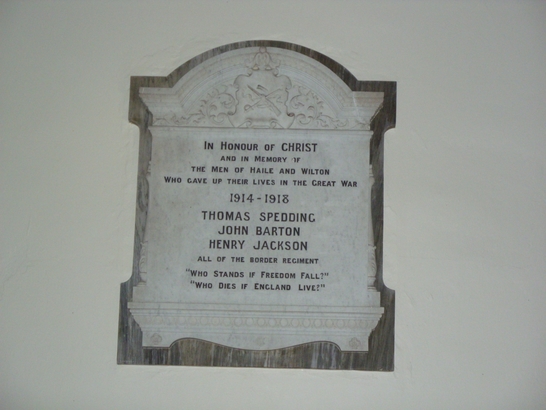 In Honour of CHRIST
and in Memory of
the Men of Haile and Wilton
Who gave up their lives in the Great War
1914-1918
THOMAS SPEDDING
JOHN BARTON
HENRY JACKSON
all of the Border Regiment
"Who Stands if Freedom Fall?"
"Who Dies if England Live?"